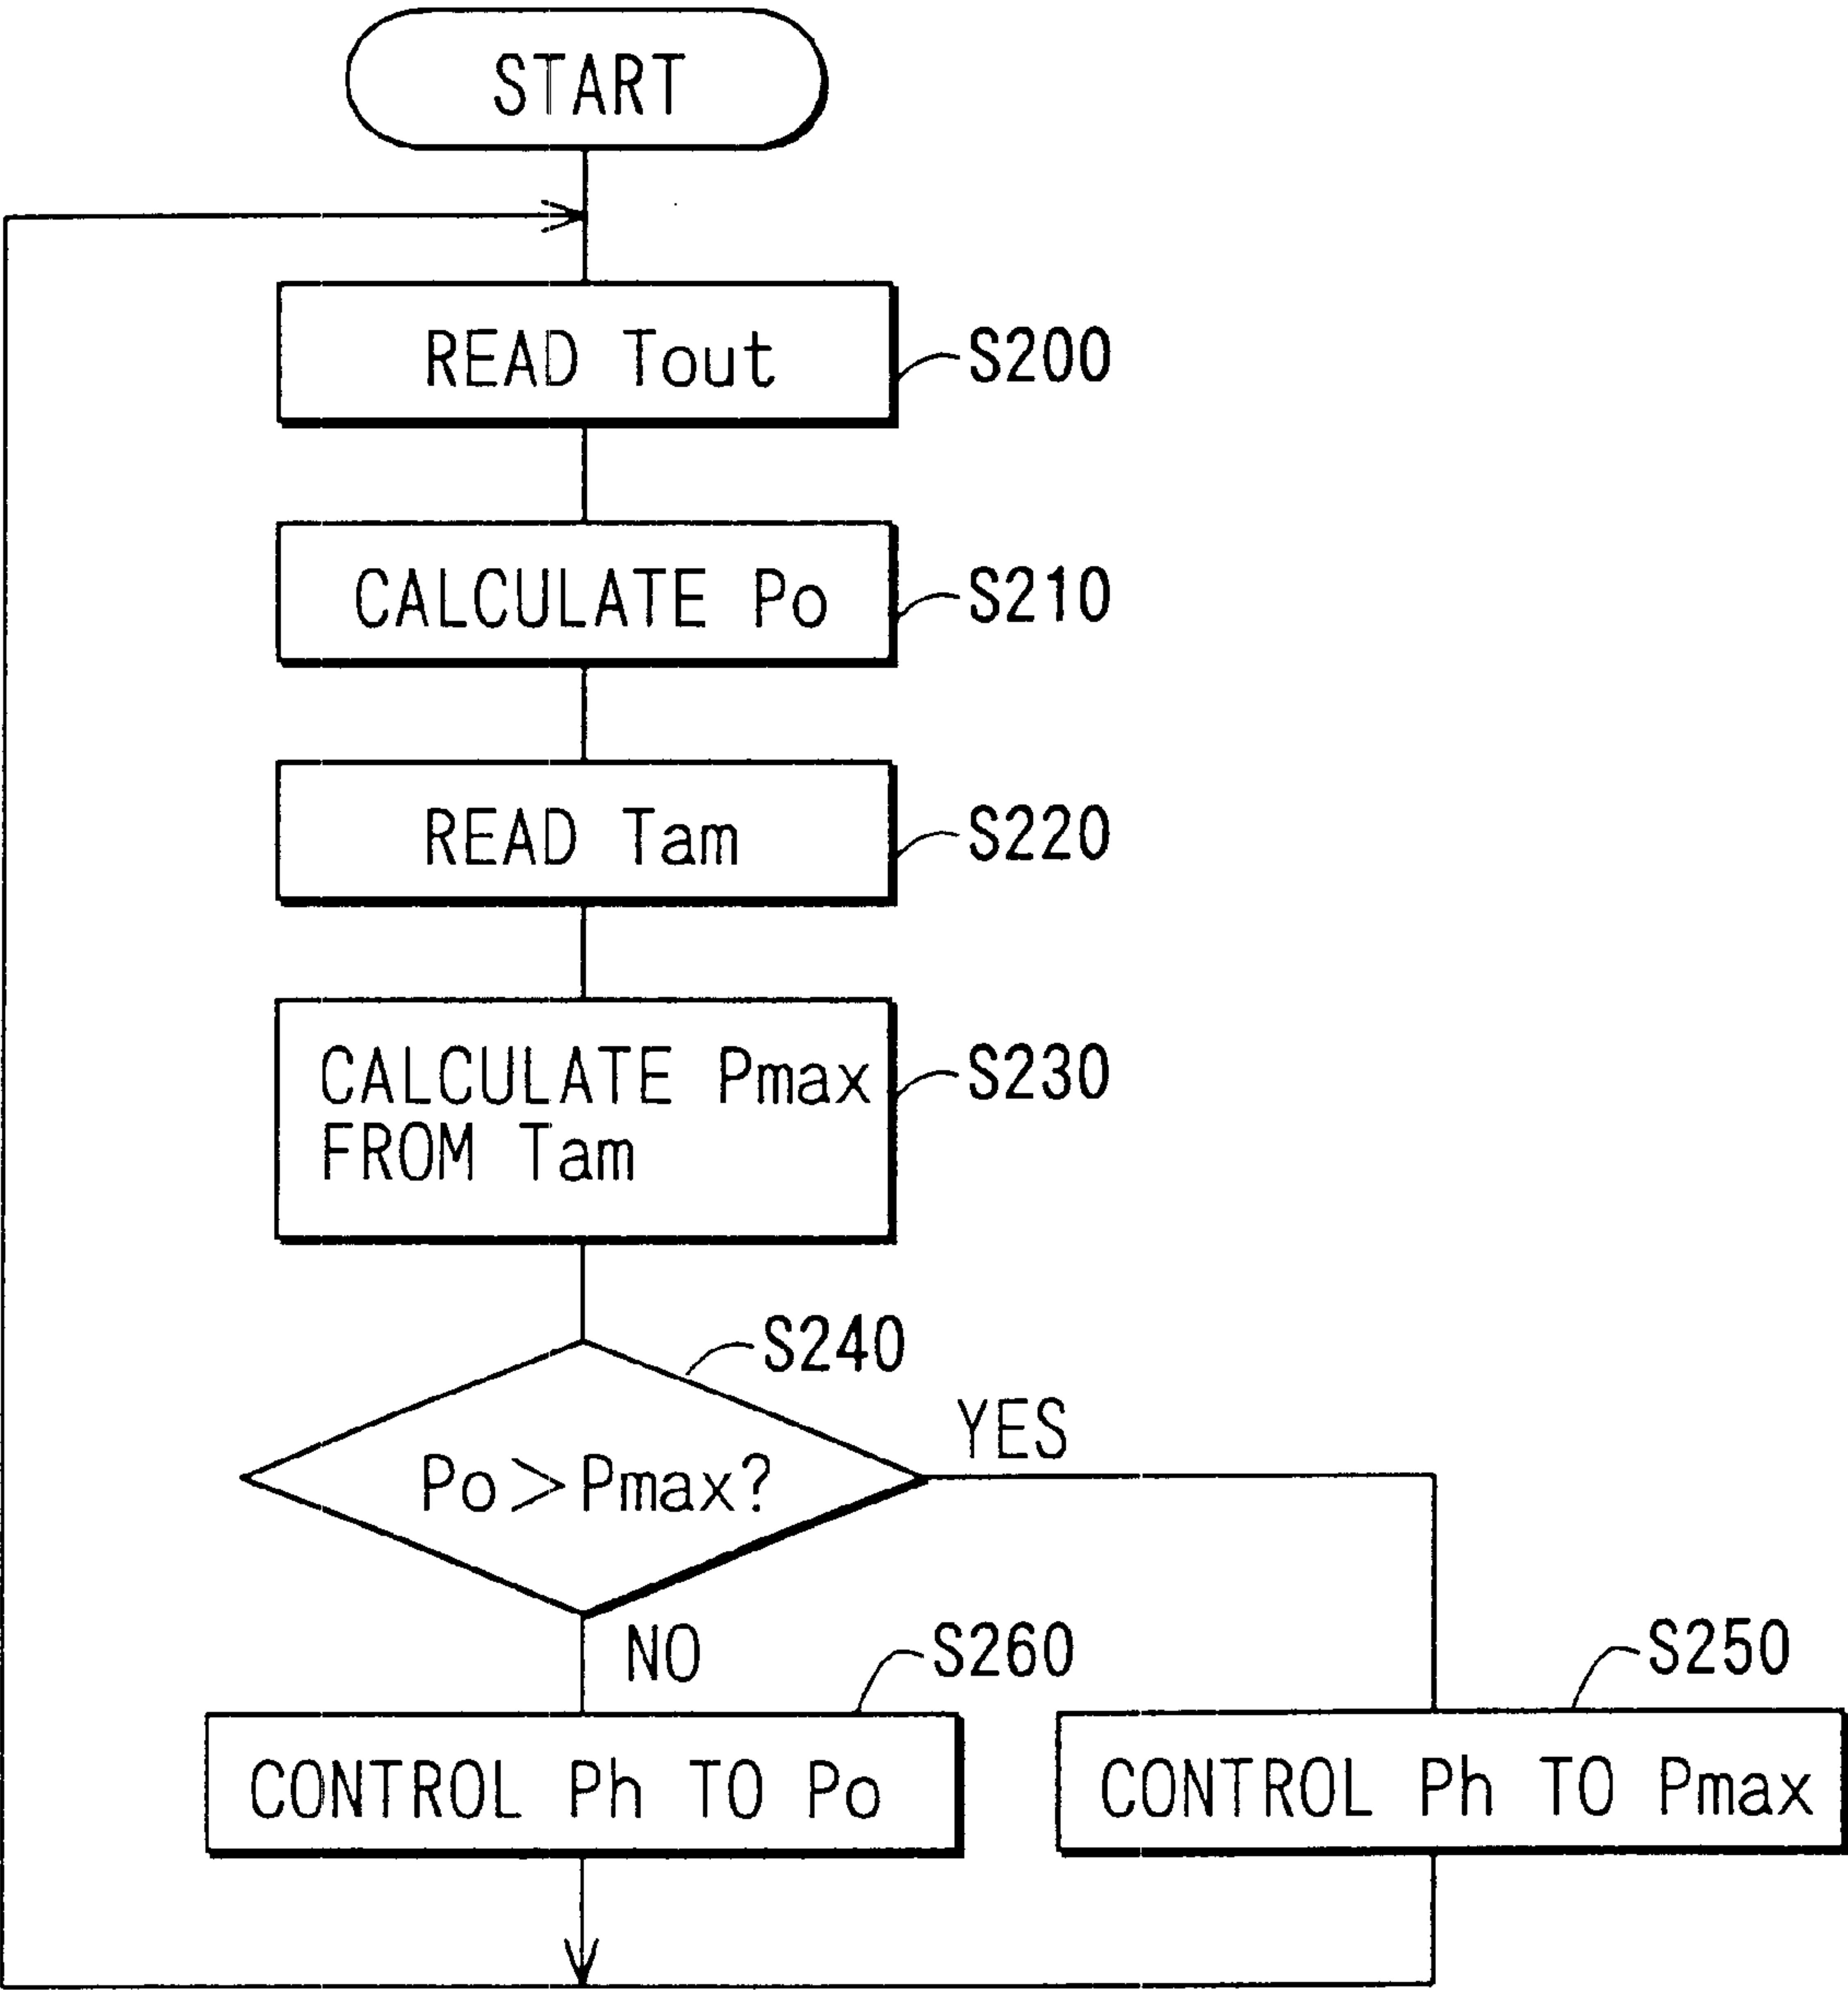 START
READ Tout
S200
CALCULATE Po
S210
READ Tam
S220
CALCULATE Pmax
FROM Tam
S230
S240
Po>Pmax?
YES
NO
S260
S250
CONTROL Ph TO Po
CONTROL Ph TO Pmax